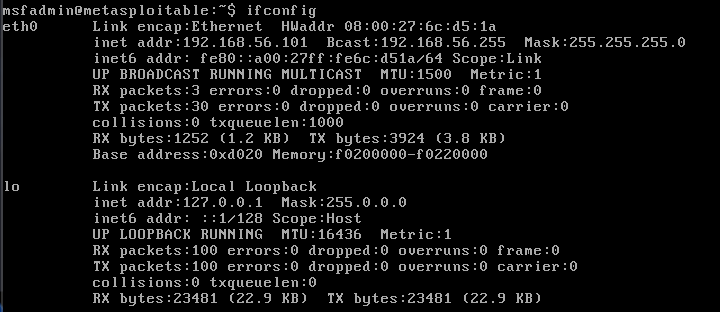 msfadmin@metasploitable:~$ ifconfig
eth0      Link encap:Ethernet  HWaddr 08:00:27:6c:d5:1a
          inet addr:192.168.56.101  Bcast:192.168.56.255  Mask:255.255.255.0
          inet6 addr: fe80::a00:27ff:fe6c:d51a/64 Scope:Link
          UP BROADCAST RUNNING MULTICAST  MTU:1500  Metric:1
          RX packets:3 errors:0 dropped:0 overruns:0 frame:0
          TX packets:30 errors:0 dropped:0 overruns:0 carrier:0
          collisions:0 txqueuelen:1000
          RX bytes:1252 (1.2 KB)  TX bytes:3924 (3.8 KB)
          Base address:0xd020 Memory:f0200000-f0220000
lo        Link encap:Local Loopback
          inet addr:127.0.0.1  Mask:255.0.0.0
          inet6 addr: ::1/128 Scope:Host
          UP LOOPBACK RUNNING  MTU:16436  Metric:1
          RX packets:100 errors:0 dropped:0 overruns:0 frame:0
          TX packets:100 errors:0 dropped:0 overruns:0 carrier:0
          collisions:0 txqueuelen:0
          RX bytes:23481 (22.9 KB)  TX bytes:23481 (22.9 KB)